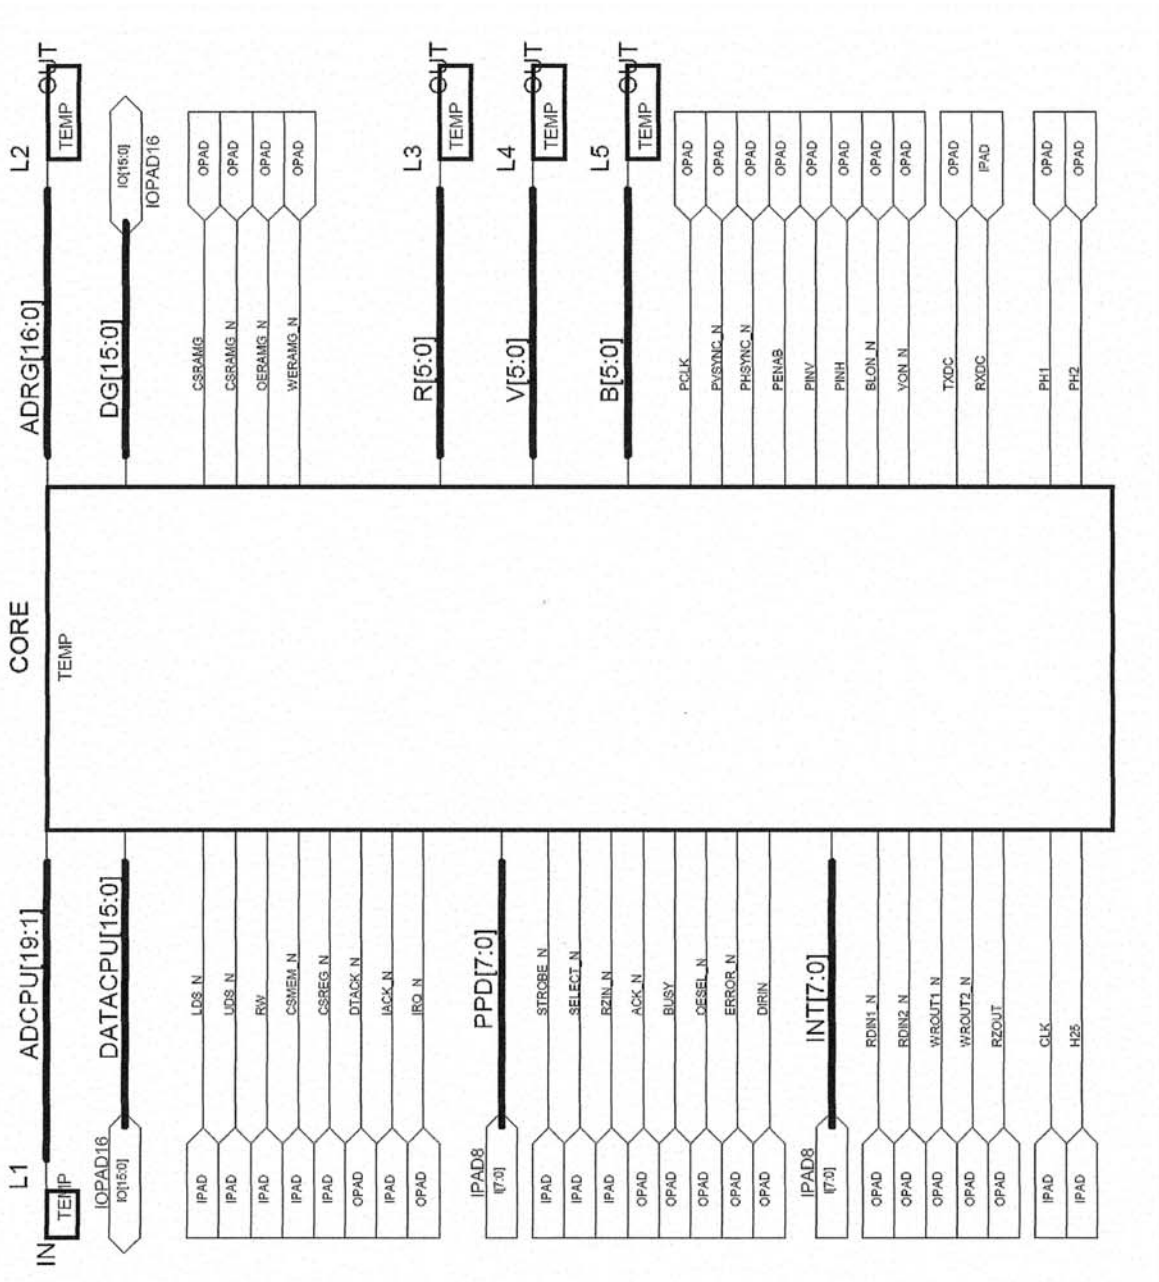 L1
IN
TEMP
ADCPU[19:1]
IOPAD16
IO[15:0]
DATACPU[15:0]
IPAD LDS_N
IPAD UDS_N
IPAD RW
IPAD CSMEM_N
IPAD CSREG_N
OPAD DTACK_N
IPAD IACK_N
OPAD IRQ_N
IPAD8
I[7:0]
PPD[7:0]
IPAD STROBE_N
IPAD SELECT_N
IPAD RZIN_N
OPAD ACK_N
OPAD BUSY
OPAD OESEL_N
OPAD ERROR_N
OPAD DIRIN
IPAD8
I[7:0]
INT[7:0]
OPAD RDIN1_N
OPAD RDIN2_N
OPAD WROUT1_N
OPAD WROUT2_N
OPAD RZOUT
IPAD CLK
IPAD H25
CORE
TEMP
ADRG[16:0]
L2
TEMP
OUT
DG[15:0]
IO[15:0]
IOPAD16
CSRAMG OPAD
CSRAMG_N OPAD
OERAMG_N OPAD
WERAMG_N OPAD
R[5:0]
L3
TEMP
OUT
V[5:0]
L4
TEMP
OUT
B[5:0]
L5
TEMP
OUT
PCLK OPAD
PVSYNC_N OPAD
PHSYNC_N OPAD
PENAB OPAD
PINV OPAD
PINH OPAD
BLON_N OPAD
VON_N OPAD
TXDC OPAD
RXDC IPAD
PH1 OPAD
PH2 OPAD